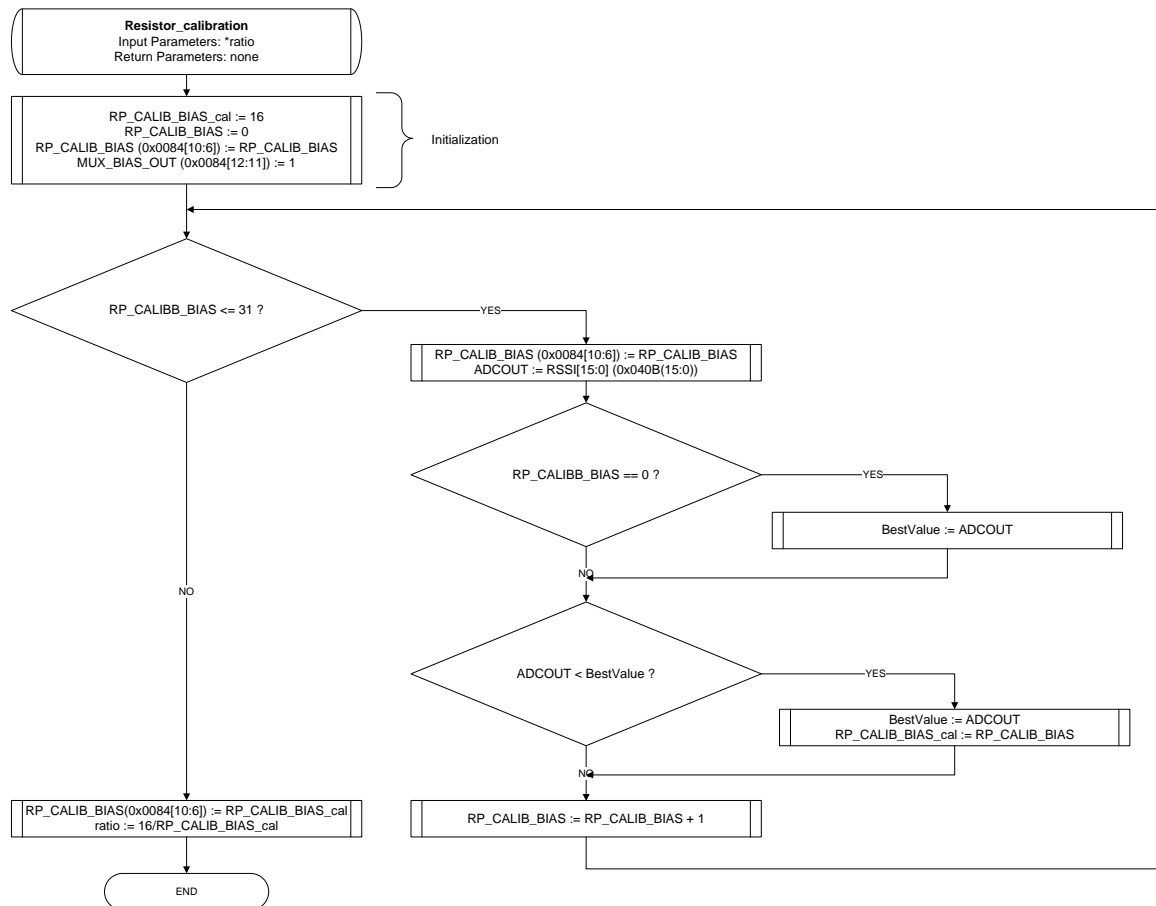 Resistor_calibration
Input Parameters: *ratio
Return Parameters: none
RP_CALIB_BIAS_cal := 16
RP_CALIB_BIAS := 0
RP_CALIB_BIAS (0x0084[10:6]) := RP_CALIB_BIAS
MUX_BIAS_OUT (0x0084[12:11]) := 1
Initialization
RP_CALIBB_BIAS <= 31 ?
YES
RP_CALIB_BIAS (0x0084[10:6]) := RP_CALIB_BIAS
ADCOUT := RSSI[15:0] (0x040B(15:0))
RP_CALIBB_BIAS == 0 ?
YES
BestValue := ADCOUT
NO
NO
ADCOUT < BestValue ?
YES
BestValue := ADCOUT
RP_CALIB_BIAS_cal := RP_CALIB_BIAS
NO
RP_CALIB_BIAS(0x0084[10:6]) := RP_CALIB_BIAS_cal
ratio := 16/RP_CALIB_BIAS_cal
RP_CALIB_BIAS := RP_CALIB_BIAS + 1
END